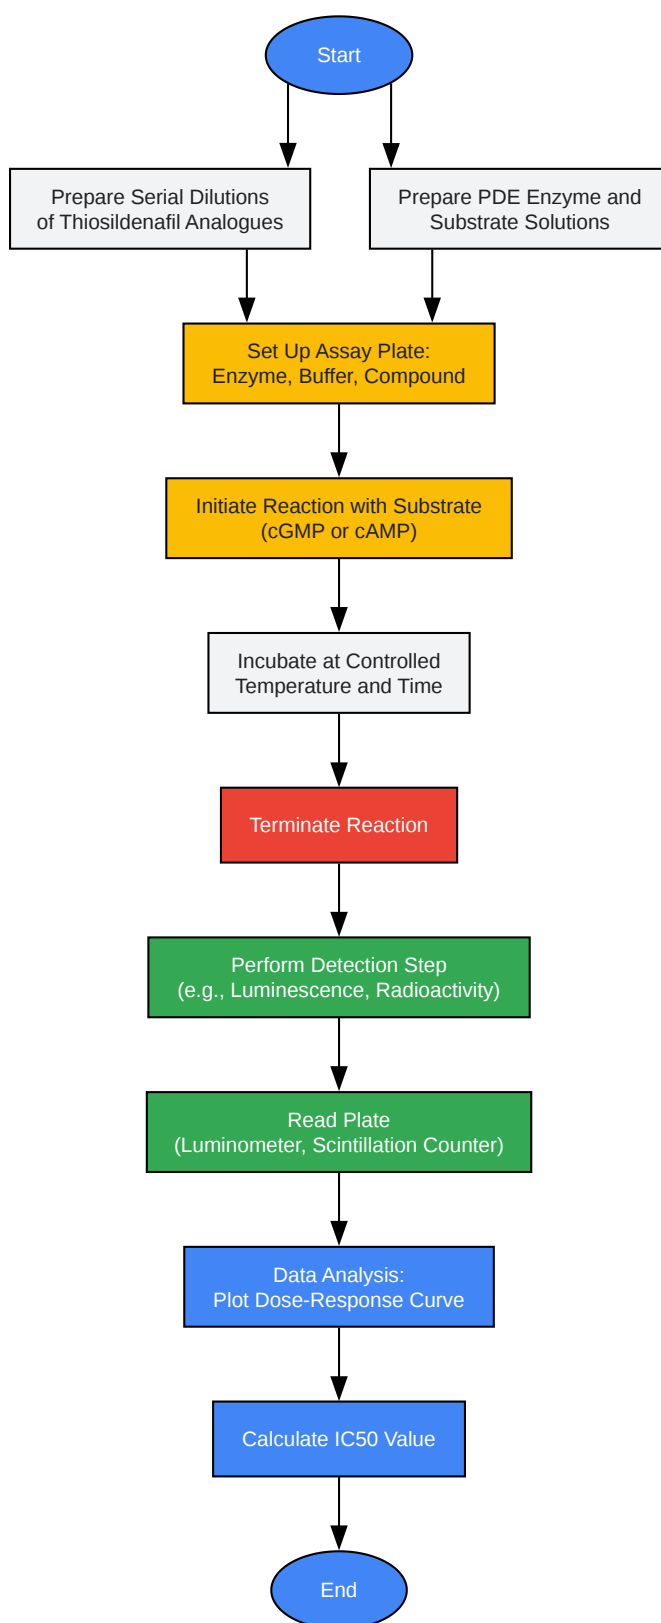 Start
Prepare Serial Dilutions
of Thiosildenafil Analogues
Prepare PDE Enzyme and
Substrate Solutions
Set Up Assay Plate:
Enzyme, Buffer, Compound
Initiate Reaction with Substrate
(cGMP or cAMP)
Incubate at Controlled
Temperature and Time
Terminate Reaction
Perform Detection Step
(e.g., Luminescence, Radioactivity)
Read Plate
(Luminometer, Scintillation Counter)
Data Analysis:
Plot Dose-Response Curve
Calculate IC50 Value
End